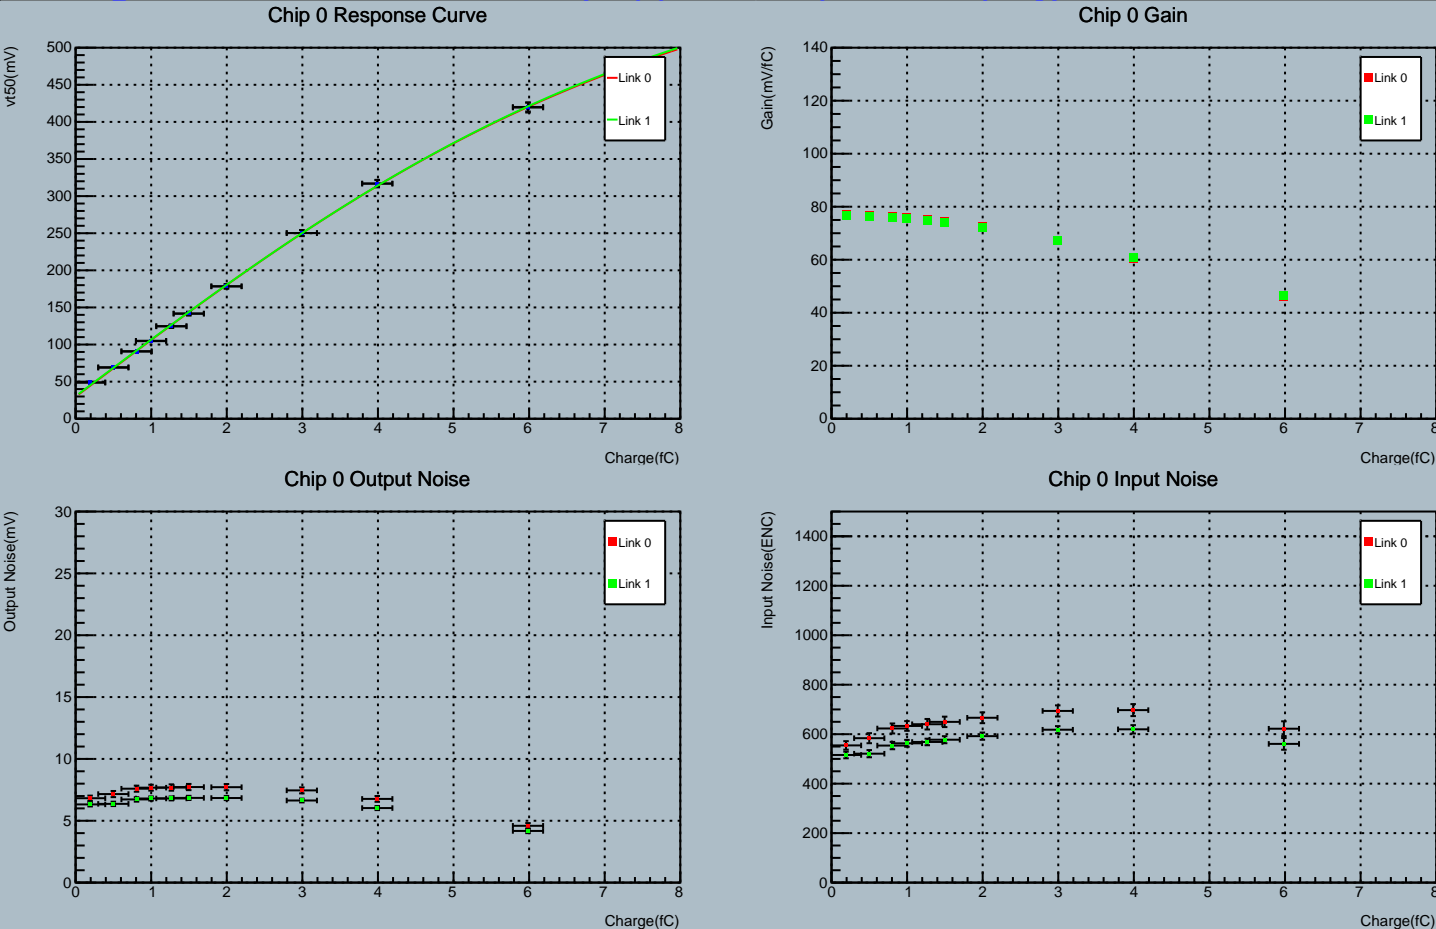 Chip 0 Response Curve
vt50(mV)
500
450
400
350
300
250
200
150
100
50
0
0 1 2 3 4 5 6 7 8
Charge(fC)
Link 0
Link 1
Chip 0 Gain
Gain(mV/fC)
140
120
100
80
60
40
20
0
0 1 2 3 4 5 6 7 8
Charge(fC)
Link 0
Link 1
Chip 0 Output Noise
Output Noise(mV)
30
25
20
15
10
5
0
0 1 2 3 4 5 6 7 8
Charge(fC)
Link 0
Link 1
Chip 0 Input Noise
Input Noise(ENC)
1400
1200
1000
800
600
400
200
0
0 1 2 3 4 5 6 7 8
Charge(fC)
Link 0
Link 1